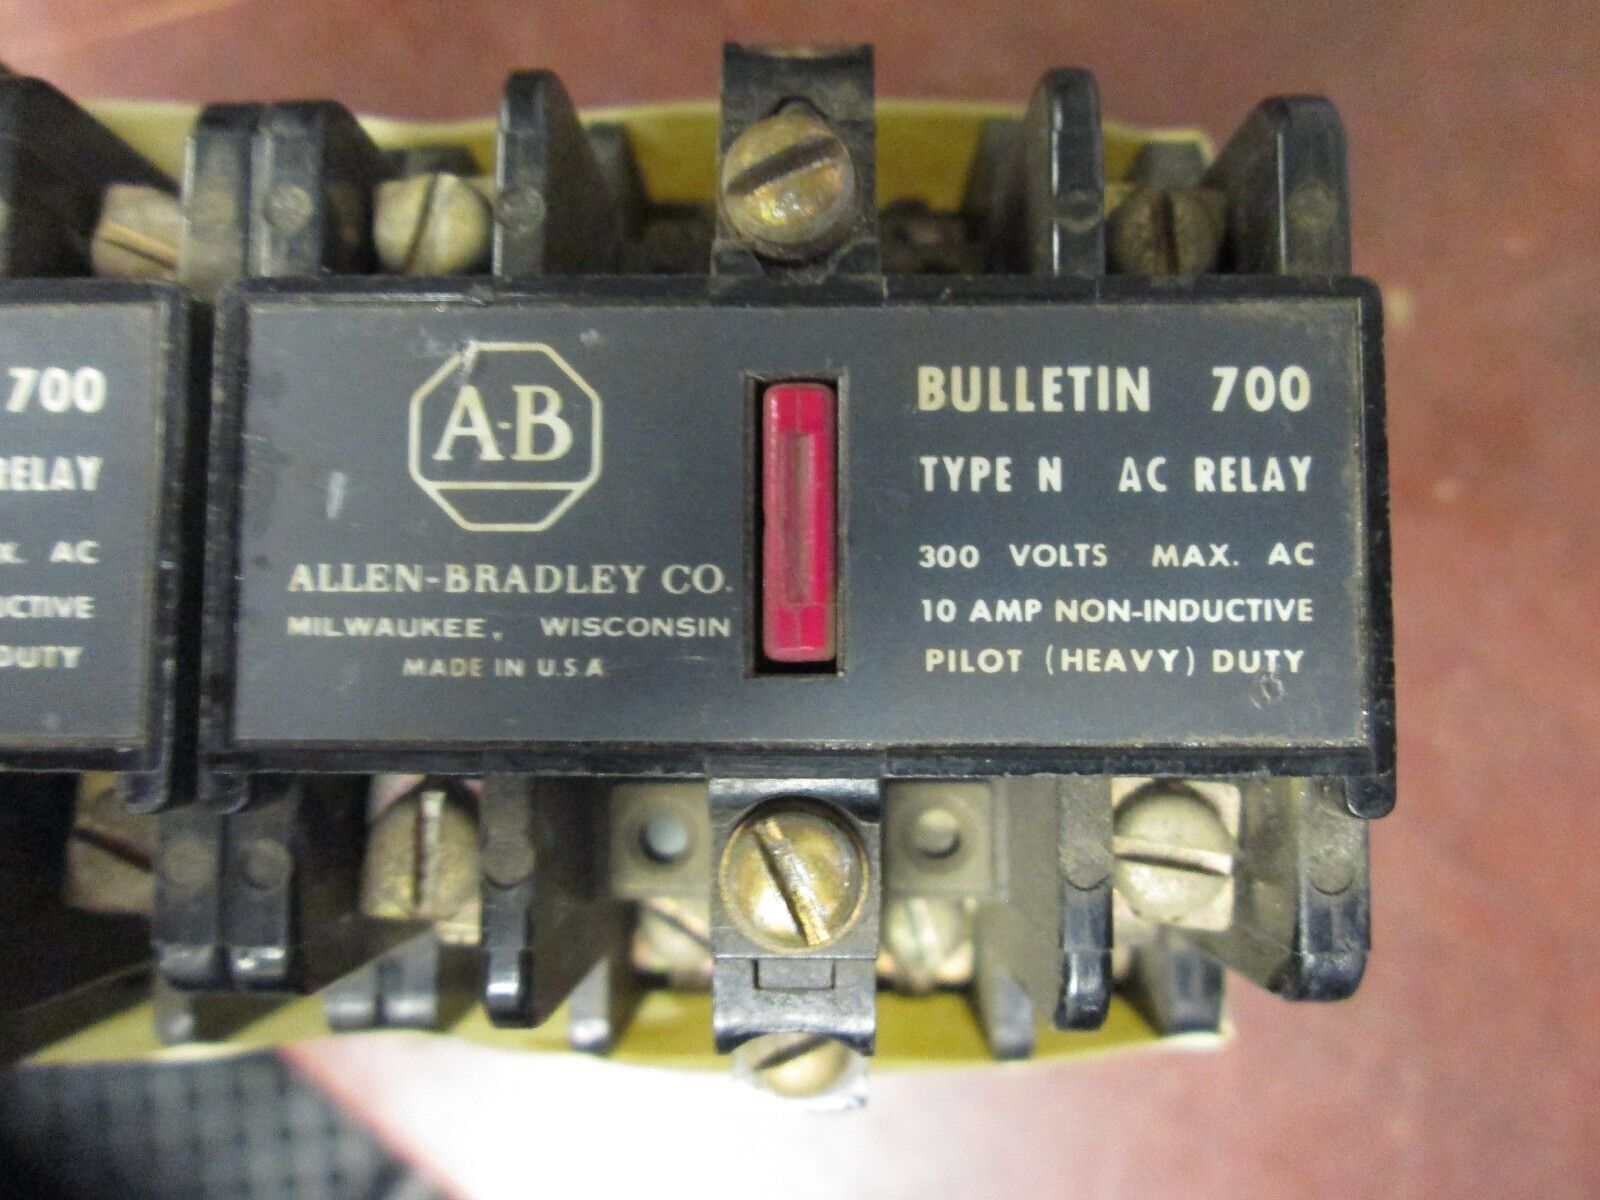 700
RELAY
AC
DUTY
A-B
ALLEN-BRADLEY CO.
MILWAUKEE, WISCONSIN
MADE IN U.S.A
BULLETIN 700
TYPE N AC RELAY
300 VOLTS MAX. AC
10 AMP NON-INDUCTIVE
PILOT (HEAVY) DUTY